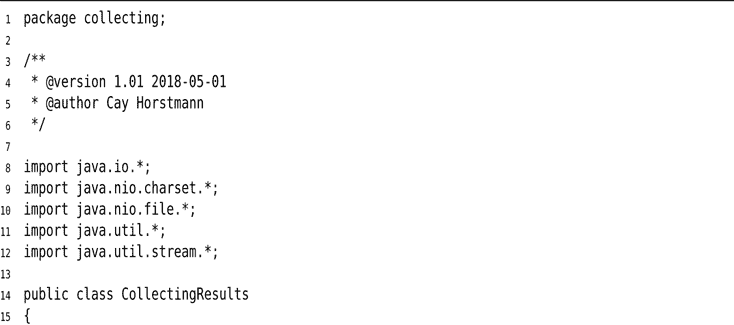 1 package collecting;
2
3 /**
4  * @version 1.01 2018-05-01
5  * @author Cay Horstmann
6  */
7
8 import java.io.*;
9 import java.nio.charset.*;
10 import java.nio.file.*;
11 import java.util.*;
12 import java.util.stream.*;
13
14 public class CollectingResults
15 {